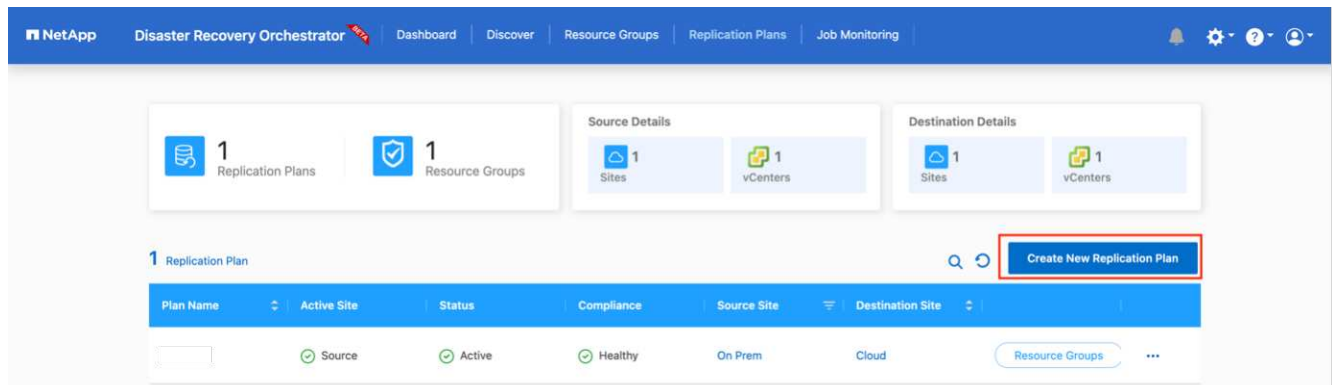 NetApp Disaster Recovery Orchestrator BETA Dashboard Discover Resource Groups Replication Plans Job Monitoring
Source Details Destination Details
1 Replication Plans 1 Resource Groups 1 Sites 1 vCenters 1 Sites 1 vCenters
1 Replication Plan Create New Replication Plan
Plan Name Active Site Status Compliance Source Site Destination Site
Source Active Healthy On Prem Cloud Resource Groups ...